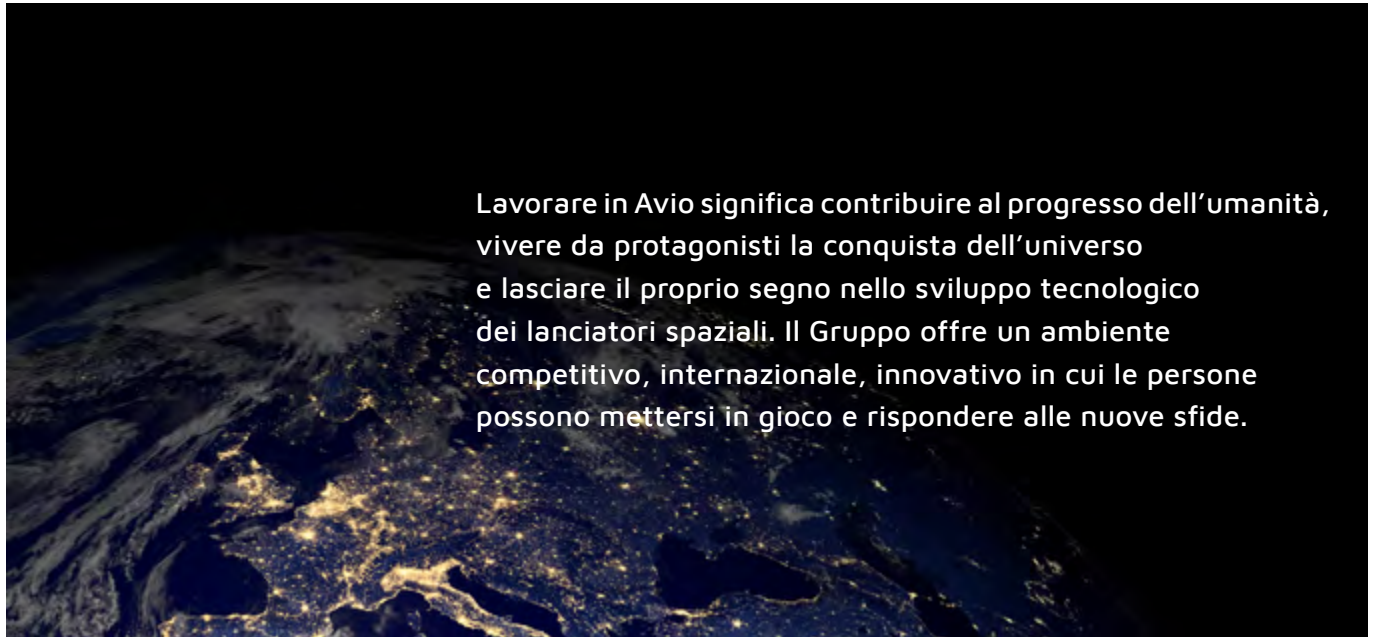 Lavorare in Avio significa contribuire al progresso dell’umanità,
vivere da protagonisti la conquista dell’universo
e lasciare il proprio segno nello sviluppo tecnologico
dei lanciatori spaziali. Il Gruppo offre un ambiente
competitivo, internazionale, innovativo in cui le persone
possono mettersi in gioco e rispondere alle nuove sfide.